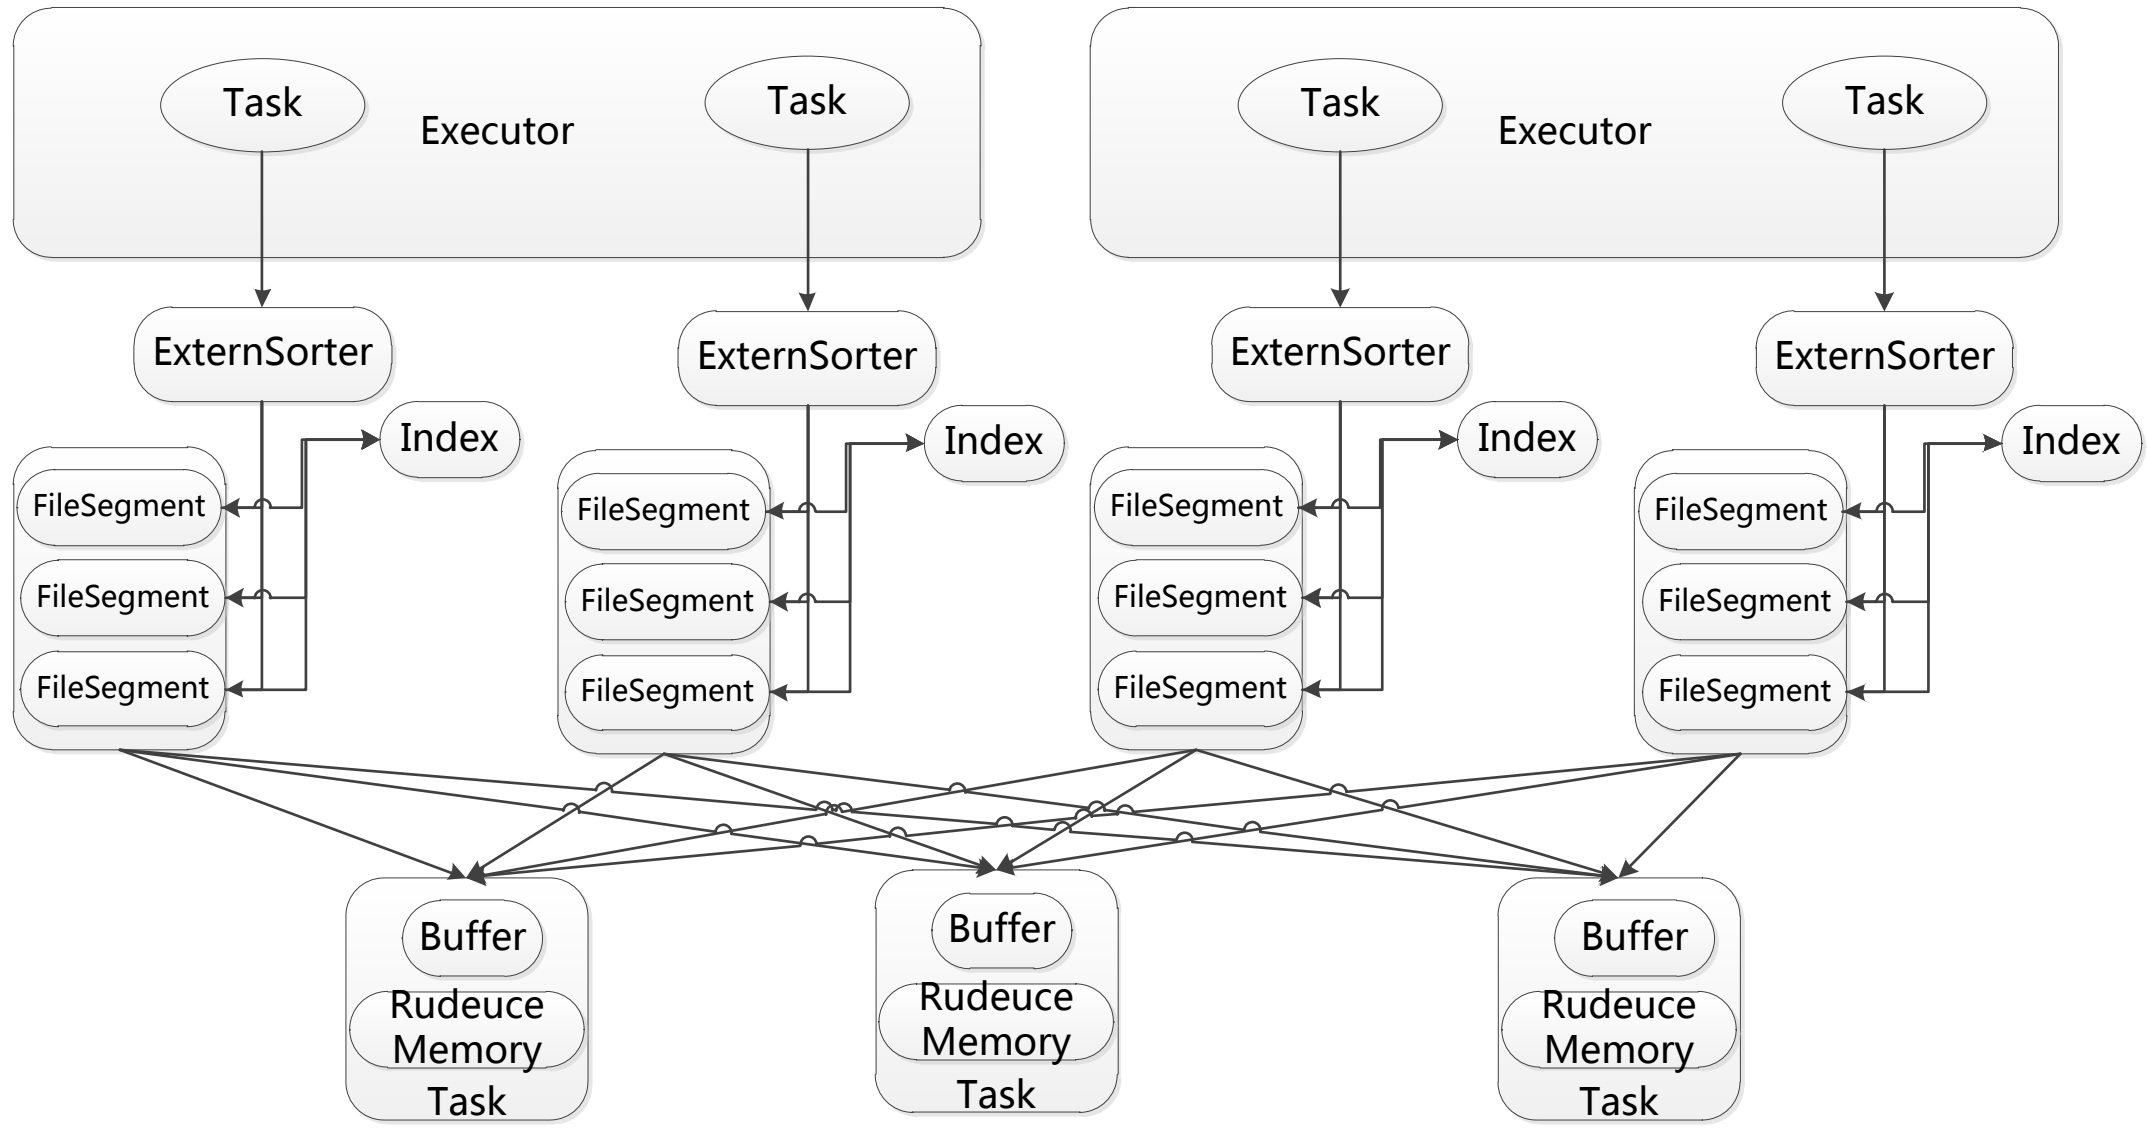 Task
Task
Executor
Task
Task
Executor
ExternSorter
ExternSorter
ExternSorter
ExternSorter
Index
Index
Index
Index
FileSegment
FileSegment
FileSegment
FileSegment
FileSegment
FileSegment
FileSegment
FileSegment
FileSegment
FileSegment
FileSegment
FileSegment
Buffer
Rudeuce
Memory
Task
Buffer
Rudeuce
Memory
Task
Buffer
Rudeuce
Memory
Task